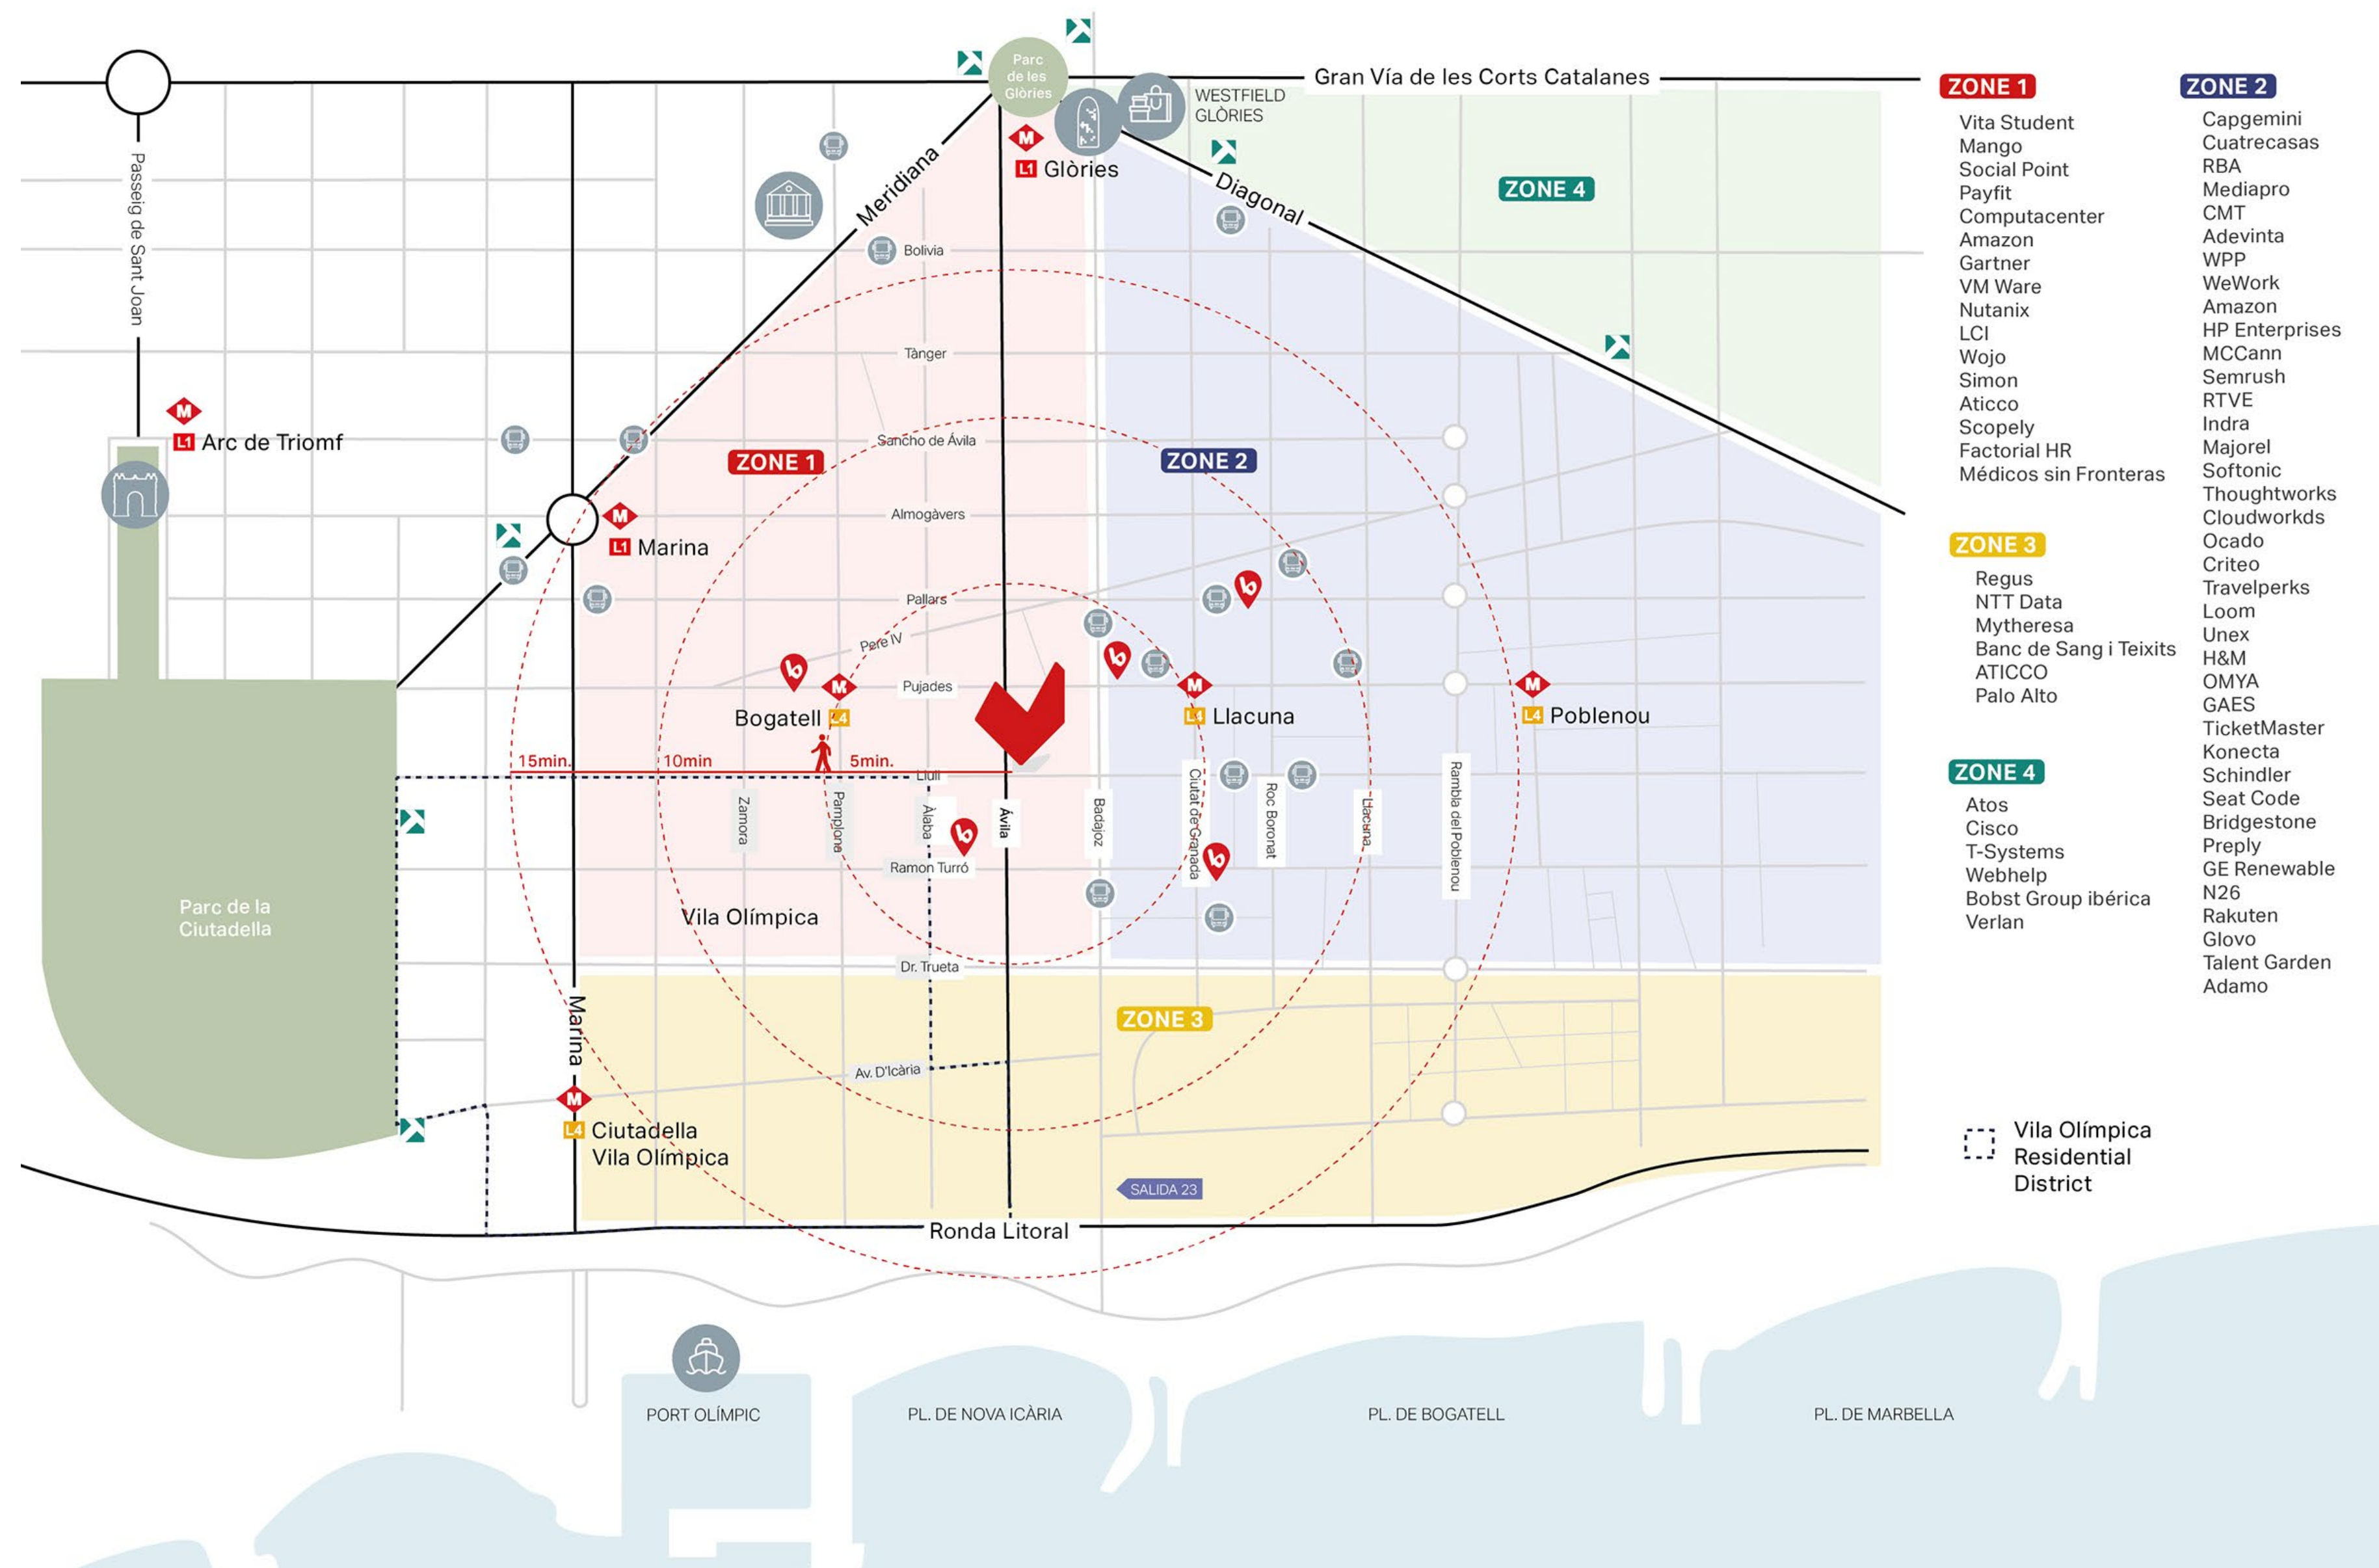 Parc
de les
Glòries
Gran Vía de les Corts Catalanes
WESTFIELD
GLÒRIES
M
L1 Glòries
Passeig de Sant Joan
Meridiana
Diagonal
ZONE 4
Bolivia
Tànger
M
L1 Arc de Triomf
Sancho de Ávila
ZONE 1
ZONE 2
Almogàvers
M
L1 Marina
Pallars
Pere IV
b
b
b
M
Pujades
M
M
Bogatell L4
L4 Llacuna
L4 Poblenou
15min.
10min
5min.
Llull
Zamora
Pamplona
Àlaba
Ávila
Badajoz
Ciutat de Granada
Roc Boronat
Llacuna
Rambla del Poblenou
b
b
Ramon Turró
Parc de la
Ciutadella
Vila Olímpica
Dr. Trueta
Marina
ZONE 3
Av. D'Icària
M
L4 Ciutadella
Vila Olímpica
SALIDA 23
Ronda Litoral
PORT OLÍMPIC
PL. DE NOVA ICÀRIA
PL. DE BOGATELL
PL. DE MARBELLA
ZONE 1
Vita Student
Mango
Social Point
Payfit
Computacenter
Amazon
Gartner
VM Ware
Nutanix
LCI
Wojo
Simon
Aticco
Scopely
Factorial HR
Médicos sin Fronteras
ZONE 3
Regus
NTT Data
Mytheresa
Banc de Sang i Teixits
ATICCO
Palo Alto
ZONE 4
Atos
Cisco
T-Systems
Webhelp
Bobst Group ibérica
Verlan
ZONE 2
Capgemini
Cuatrecasas
RBA
Mediapro
CMT
Adevinta
WPP
WeWork
Amazon
HP Enterprises
MCCann
Semrush
RTVE
Indra
Majorel
Softonic
Thoughtworks
Cloudworkds
Ocado
Criteo
Travelperks
Loom
Unex
H&M
OMYA
GAES
TicketMaster
Konecta
Schindler
Seat Code
Bridgestone
Preply
GE Renewable
N26
Rakuten
Glovo
Talent Garden
Adamo
Vila Olímpica
Residential
District